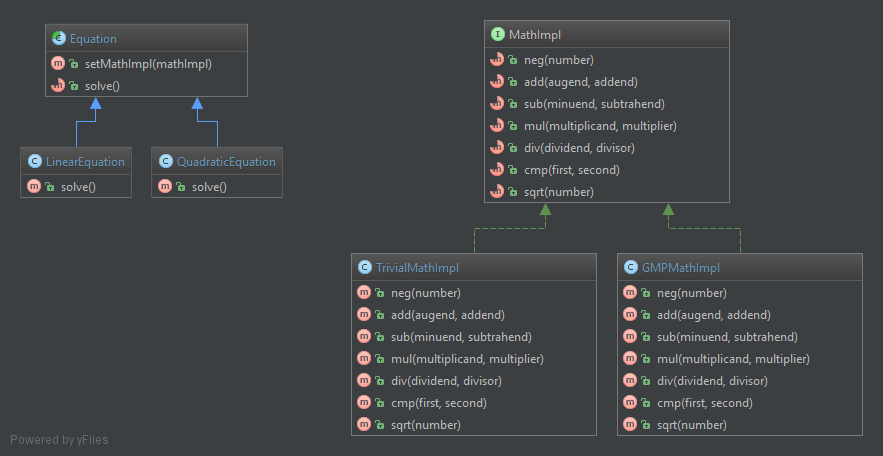 Equation
setMathImpl(mathImpl)
solve()
LinearEquation
solve()
QuadraticEquation
solve()
MathImpl
neg(number)
add(augend, addend)
sub(minuend, subtrahend)
mul(multiplicand, multiplier)
div(dividend, divisor)
cmp(first, second)
sqrt(number)
TrivialMathImpl
neg(number)
add(augend, addend)
sub(minuend, subtrahend)
mul(multiplicand, multiplier)
div(dividend, divisor)
cmp(first, second)
sqrt(number)
GMPMathImpl
neg(number)
add(augend, addend)
sub(minuend, subtrahend)
mul(multiplicand, multiplier)
div(dividend, divisor)
cmp(first, second)
sqrt(number)
Powered by yFiles